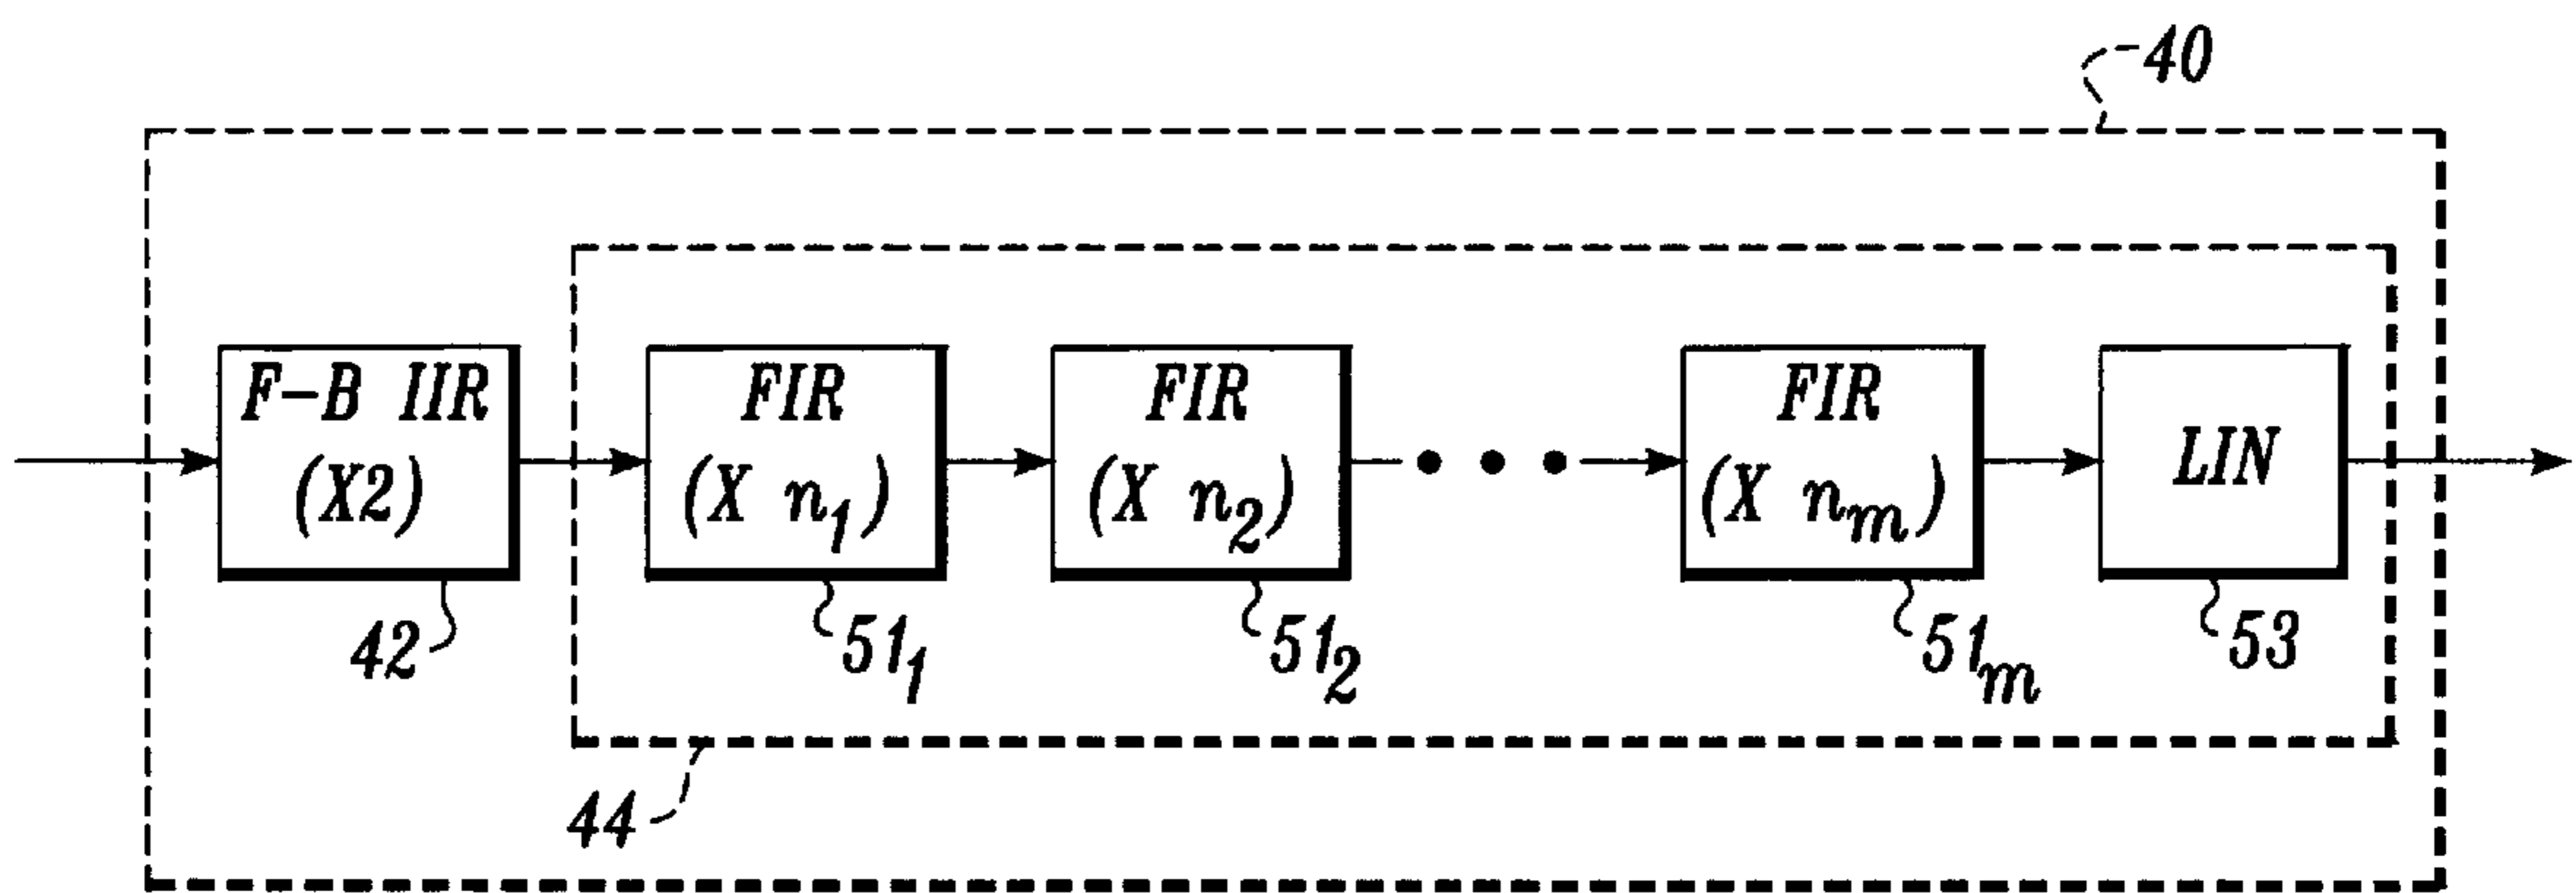 40
F-B IIR
(X2)
FIR
(X n₁)
FIR
(X n₂)
FIR
(X nₘ)
LIN
42
51₁
51₂
51ₘ
53
44